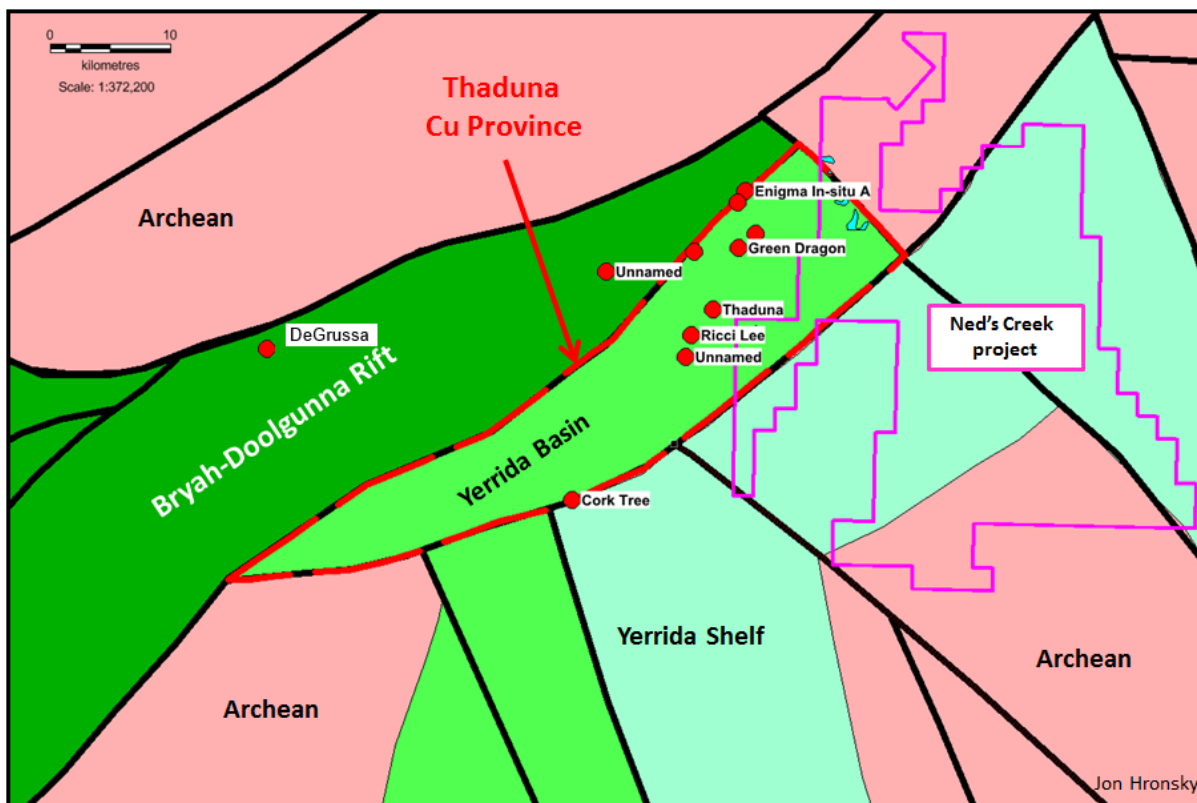 0 10
kilometres
Scale: 1:372,200
Thaduna
Cu Province
Archean
Enigma In-situ A
Green Dragon
Unnamed
Thaduna
DeGrussa
Ricci Lee
Unnamed
Ned's Creek
project
Bryah-Doolgunna Rift
Yerrida Basin
Cork Tree
Yerrida Shelf
Archean
Archean
Jon Hronsky